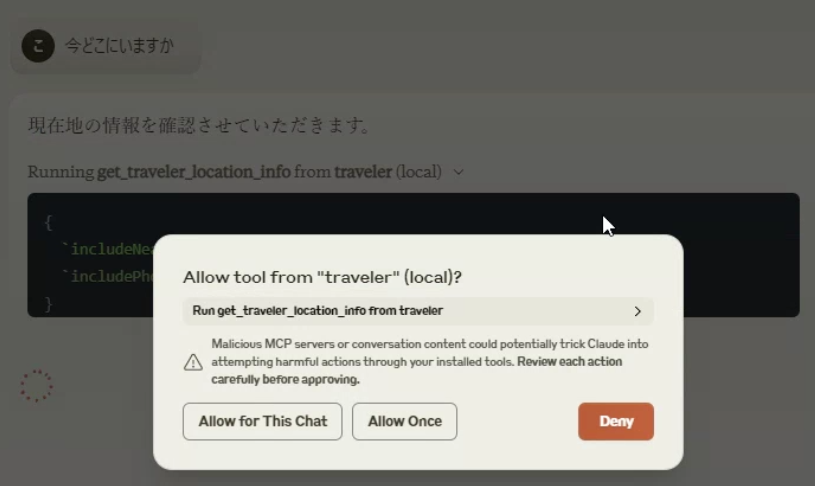 こ 今どこにいますか
現在地の情報を確認させていただきます。
Running get_traveler_location_info from traveler (local)
{
`includeNe
`includePh
}
Allow tool from "traveler" (local)?
Run get_traveler_location_info from traveler
Malicious MCP servers or conversation content could potentially trick Claude into
attempting harmful actions through your installed tools. Review each action
carefully before approving.
Allow for This Chat Allow Once Deny